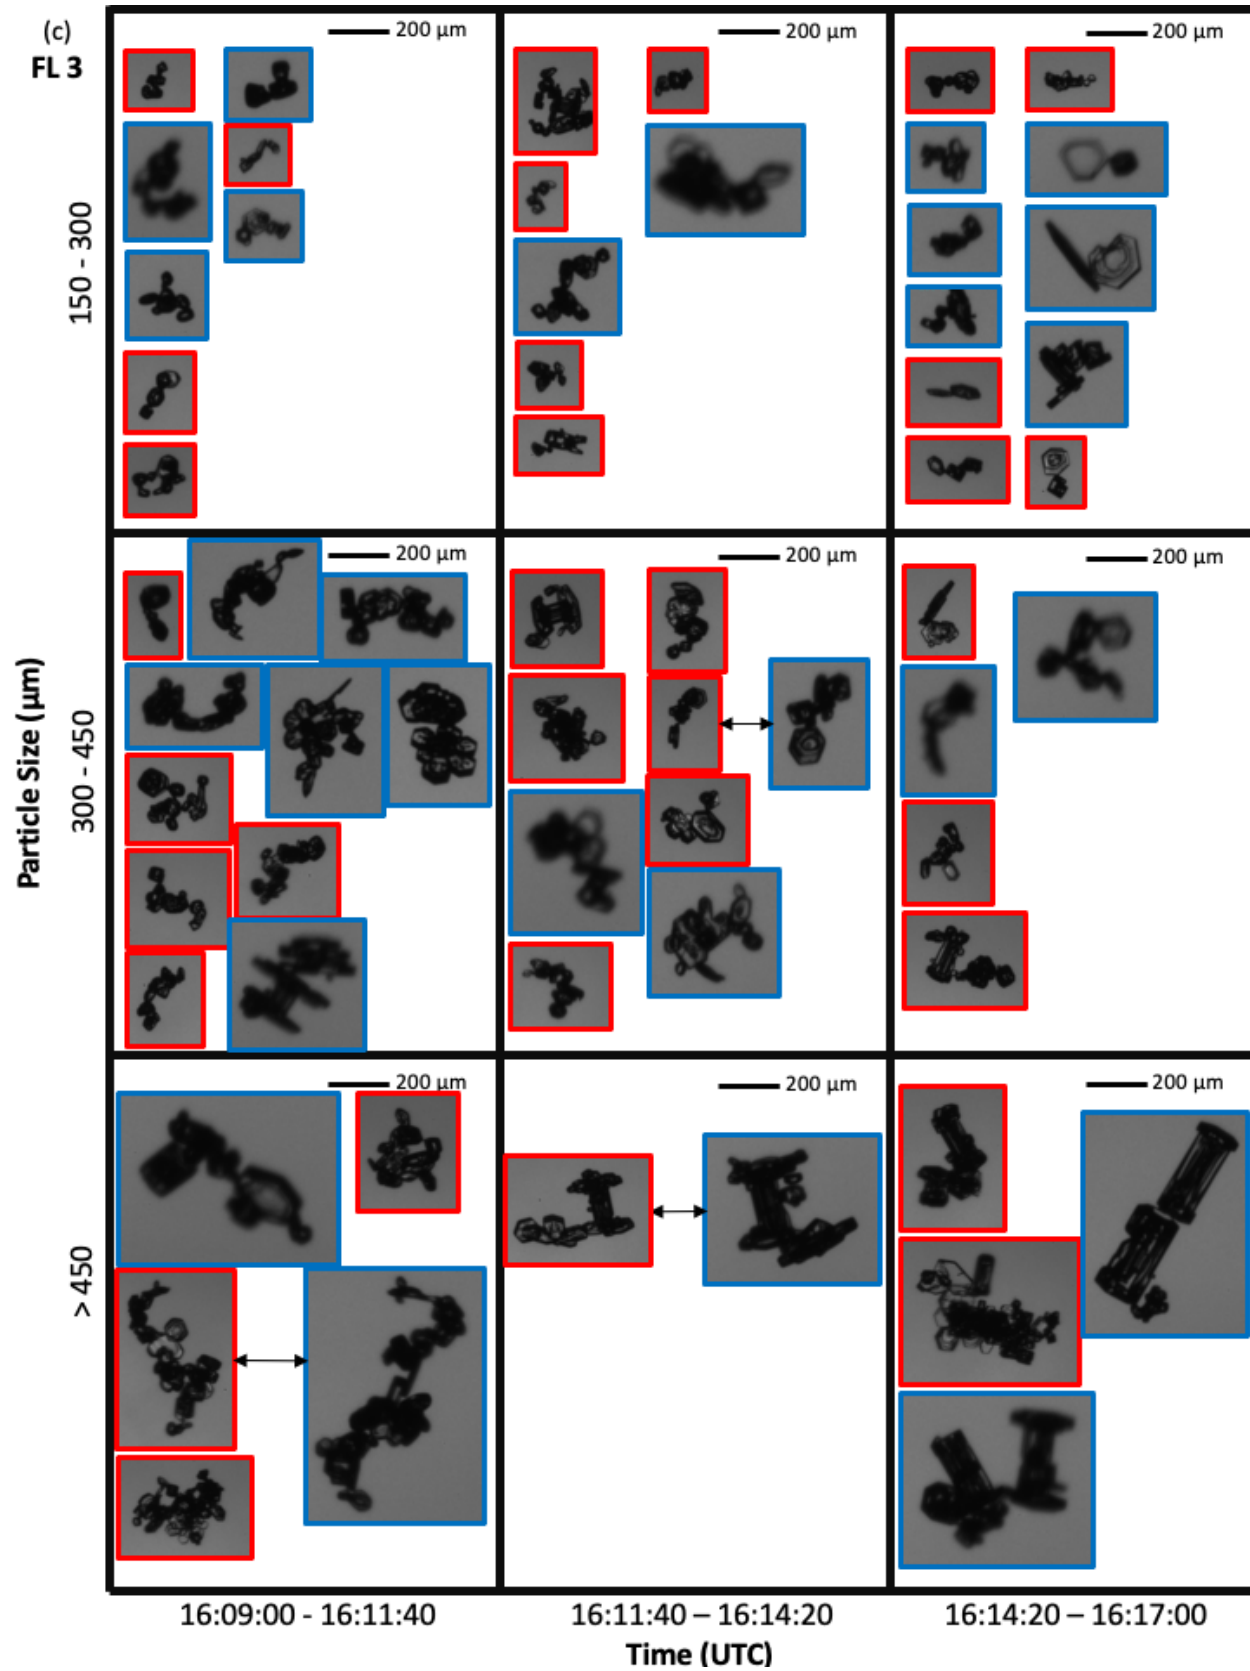 (c)
FL 3
200 µm
200 µm
200 µm
150 - 300
200 µm
200 µm
200 µm
300 - 450
Particle Size (µm)
200 µm
200 µm
200 µm
> 450
16:09:00 - 16:11:40
16:11:40 – 16:14:20
16:14:20 – 16:17:00
Time (UTC)